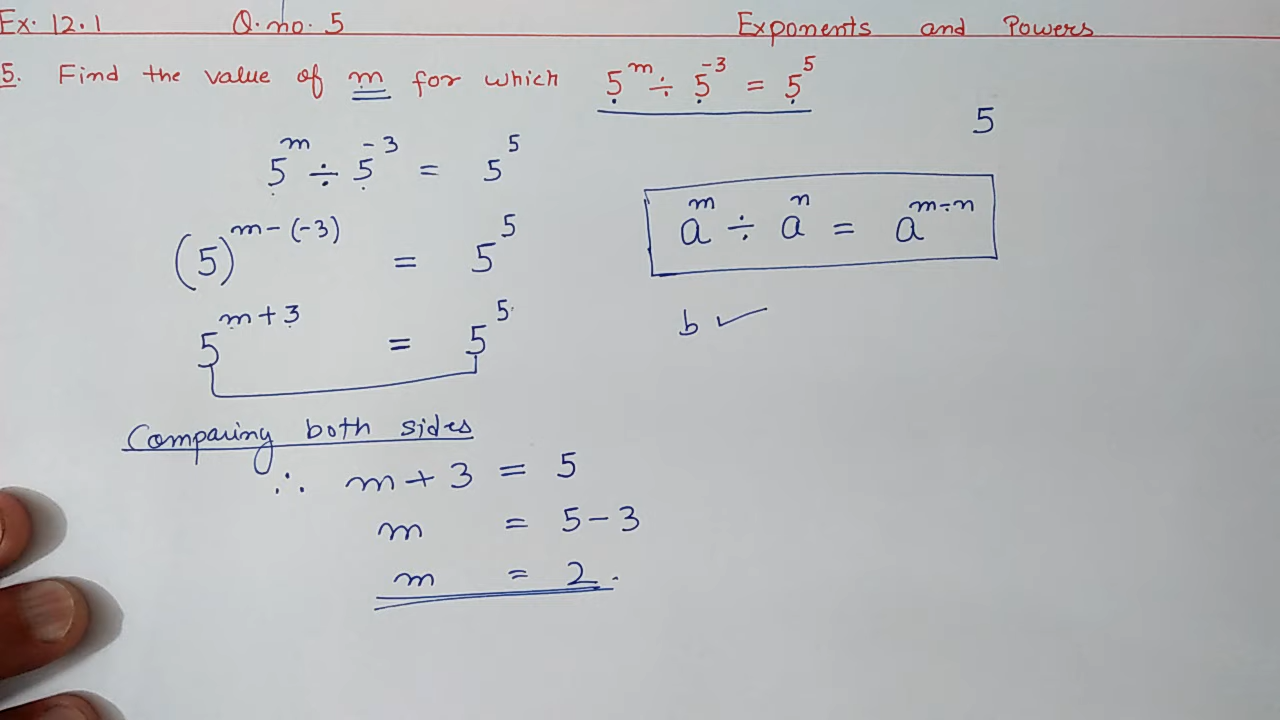 Ex. 12.1 Q. no. 5 Exponents and Powers
5. Find the value of m for which 5^m ÷ 5^-3 = 5^5
5
5^m ÷ 5^-3 = 5^5
a^m ÷ a^n = a^m-n
(5)^m-(-3) = 5^5
b ✓
5^m+3 = 5^5
Comparing both sides
∴ m + 3 = 5
m = 5 - 3
m = 2.